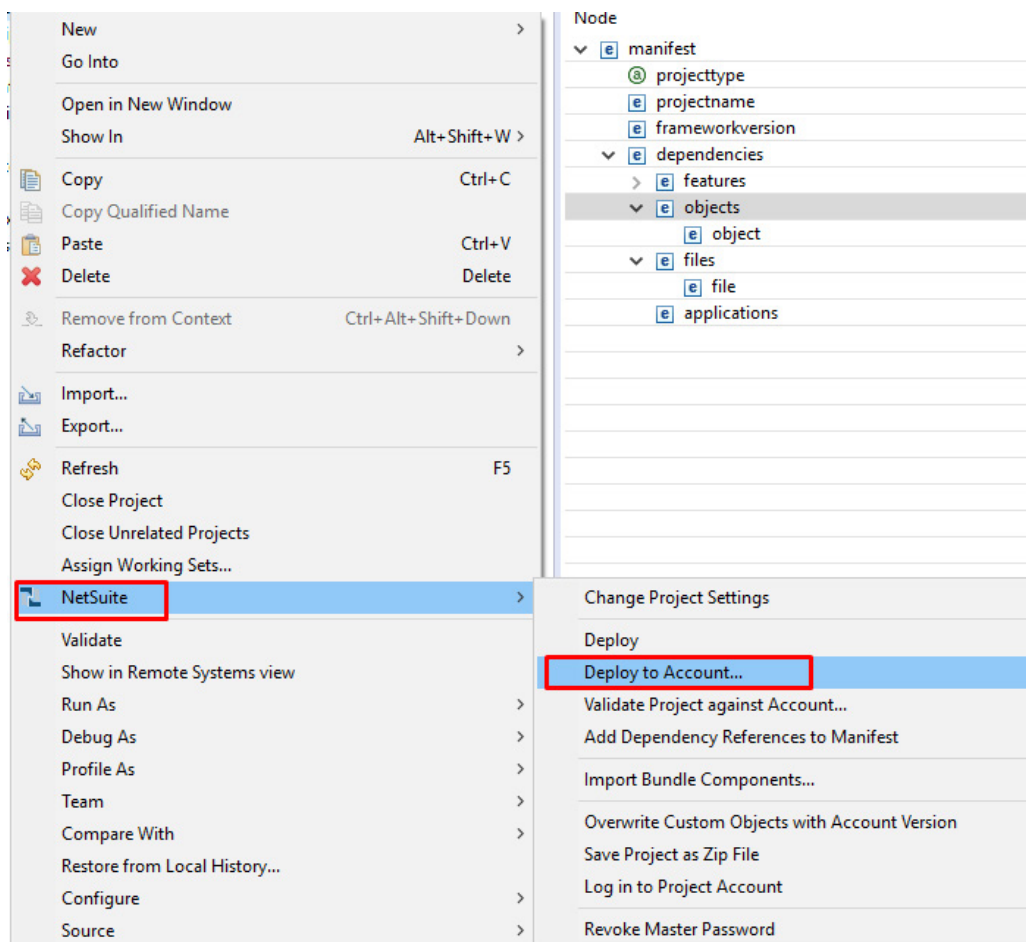 New
Go Into
Open in New Window
Show In Alt+Shift+W
Copy Ctrl+C
Copy Qualified Name
Paste Ctrl+V
Delete Delete
Remove from Context Ctrl+Alt+Shift+Down
Refactor
Import...
Export...
Refresh F5
Close Project
Close Unrelated Projects
Assign Working Sets...
NetSuite
Validate
Show in Remote Systems view
Run As
Debug As
Profile As
Team
Compare With
Restore from Local History...
Configure
Source
Node
e manifest
a projecttype
e projectname
e frameworkversion
e dependencies
e features
e objects
e object
e files
e file
e applications
Change Project Settings
Deploy
Deploy to Account...
Validate Project against Account...
Add Dependency References to Manifest
Import Bundle Components...
Overwrite Custom Objects with Account Version
Save Project as Zip File
Log in to Project Account
Revoke Master Password